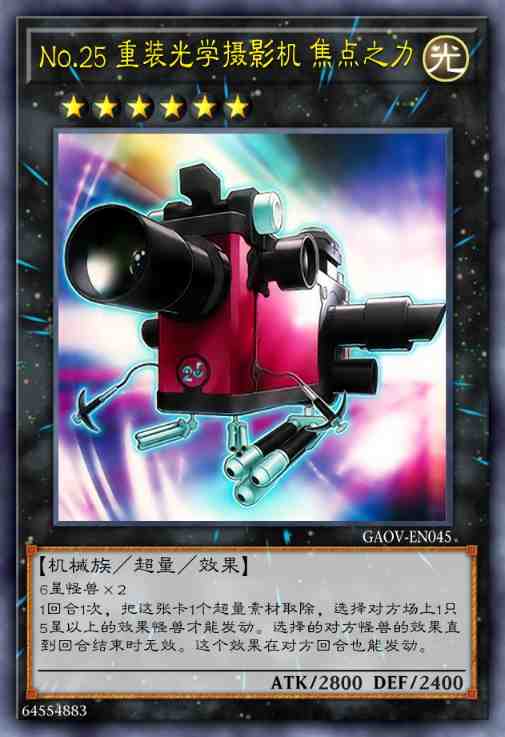 No.25 重装光学摄影机 焦点之力
光
25
GAOV-EN045
【机械族／超量／效果】
6星怪兽×2
1回合1次，把这张卡1个超量素材取除，选择对方场上1只
5星以上的效果怪兽才能发动。选择的对方怪兽的效果直
到回合结束时无效。这个效果在对方回合也能发动。
ATK/2800 DEF/2400
64554883